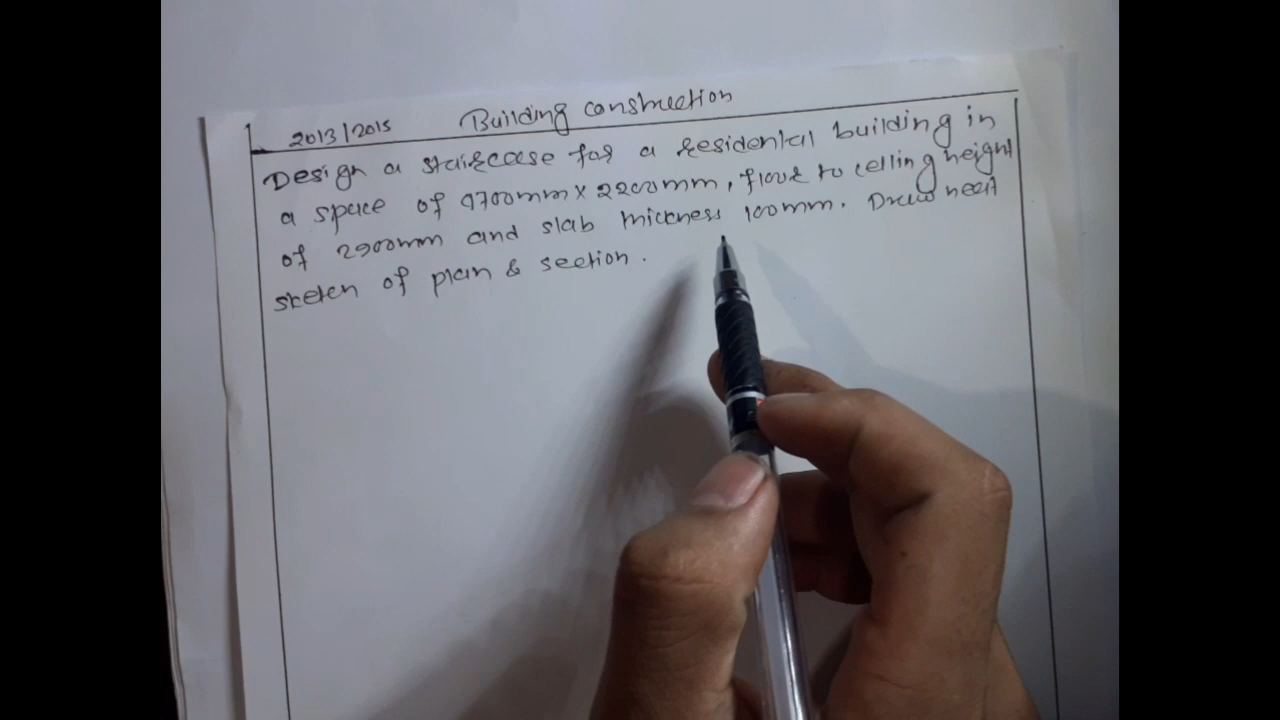 2013/2015 Building construction
Design a staircase for a residental building in
a space of 4700mm x 2200mm, floor to ceiling height
of 2900mm and slab thickness 100mm. Draw neat
sketch of plan & section.